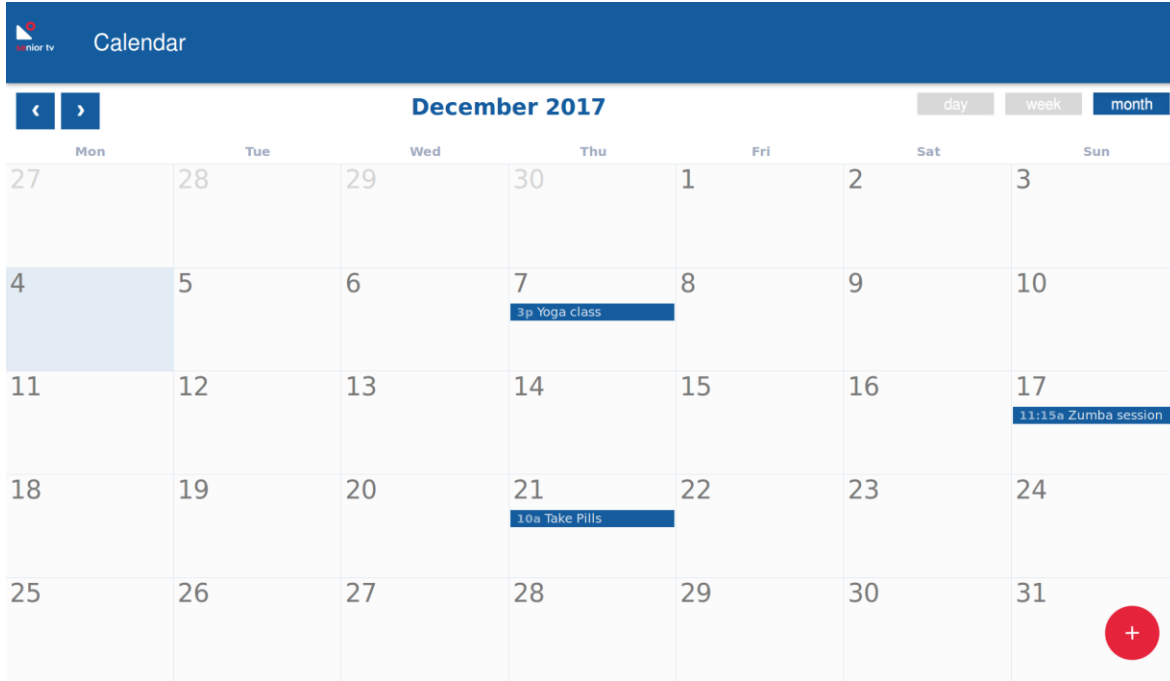 senior tv
Calendar
‹ › December 2017 day week month
Mon Tue Wed Thu Fri Sat Sun
27 28 29 30 1 2 3
4 5 6 7 8 9 10
3p Yoga class
11 12 13 14 15 16 17
11:15a Zumba session
18 19 20 21 22 23 24
10a Take Pills
25 26 27 28 29 30 31
+